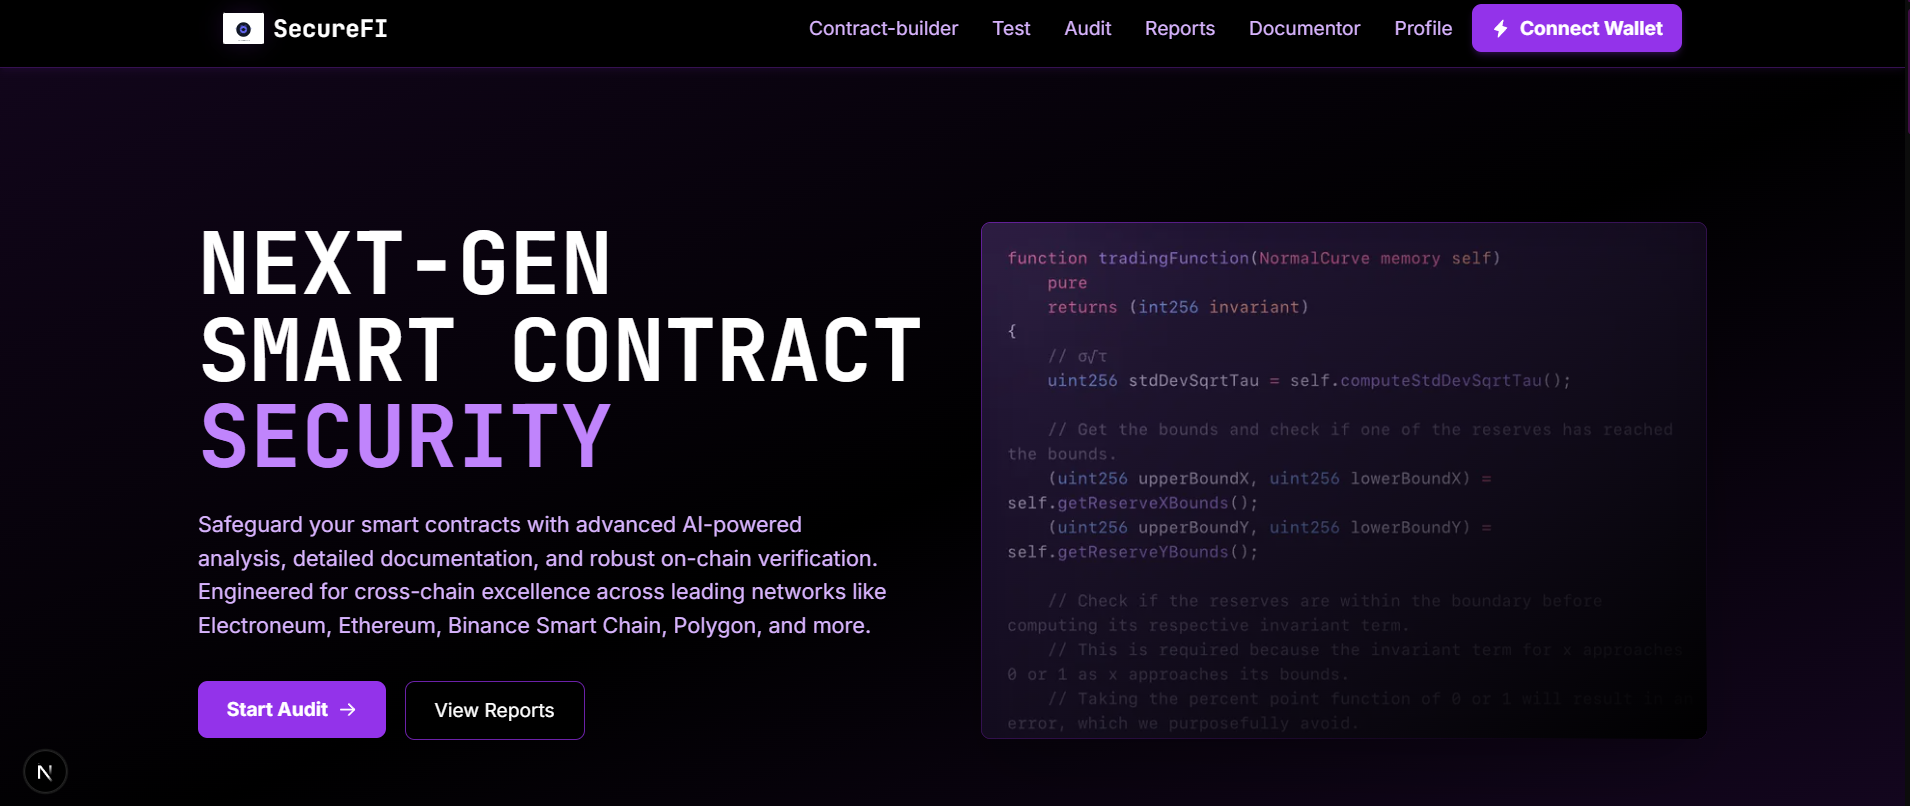 SecureFI
Contract-builder Test Audit Reports Documentor Profile Connect Wallet
NEXT-GEN
SMART CONTRACT
SECURITY
Safeguard your smart contracts with advanced AI-powered
analysis, detailed documentation, and robust on-chain verification.
Engineered for cross-chain excellence across leading networks like
Electroneum, Ethereum, Binance Smart Chain, Polygon, and more.
Start Audit →
View Reports
function tradingFunction(NormalCurve memory self)
    pure
    returns (int256 invariant)
{
    // σ√τ
    uint256 stdDevSqrtTau = self.computeStdDevSqrtTau();
    // Get the bounds and check if one of the reserves has reached
the bounds.
    (uint256 upperBoundX, uint256 lowerBoundX) =
self.getReserveXBounds();
    (uint256 upperBoundY, uint256 lowerBoundY) =
self.getReserveYBounds();
    // Check if the reserves are within the boundary before
computing its respective invariant term.
    // This is required because the invariant term for x approaches
0 or 1 as x approaches its bounds.
    // Taking the percent point function of 0 or 1 will result in an
error, which we purposefully avoid.
N